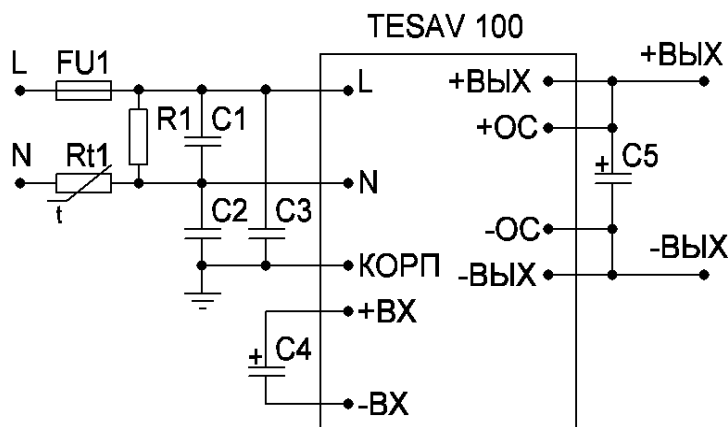 TESAV 100
L FU1 L +ВЫХ +ВЫХ
R1 C1 +ОС
N Rt1 N C5
t C2 C3 -ОС
КОРП -ВЫХ -ВЫХ
+ВХ
+ C4
-ВХ
+